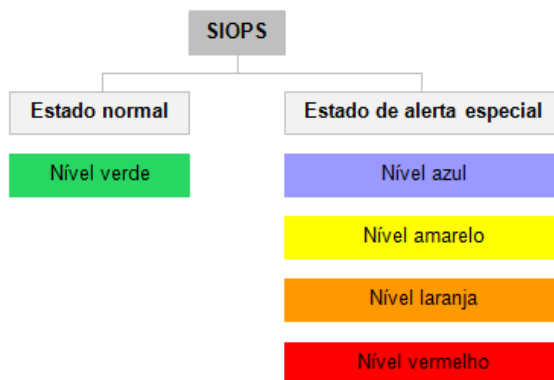 SIOPS
Estado normal
Estado de alerta especial
Nível verde
Nível azul
Nível amarelo
Nível laranja
Nível vermelho